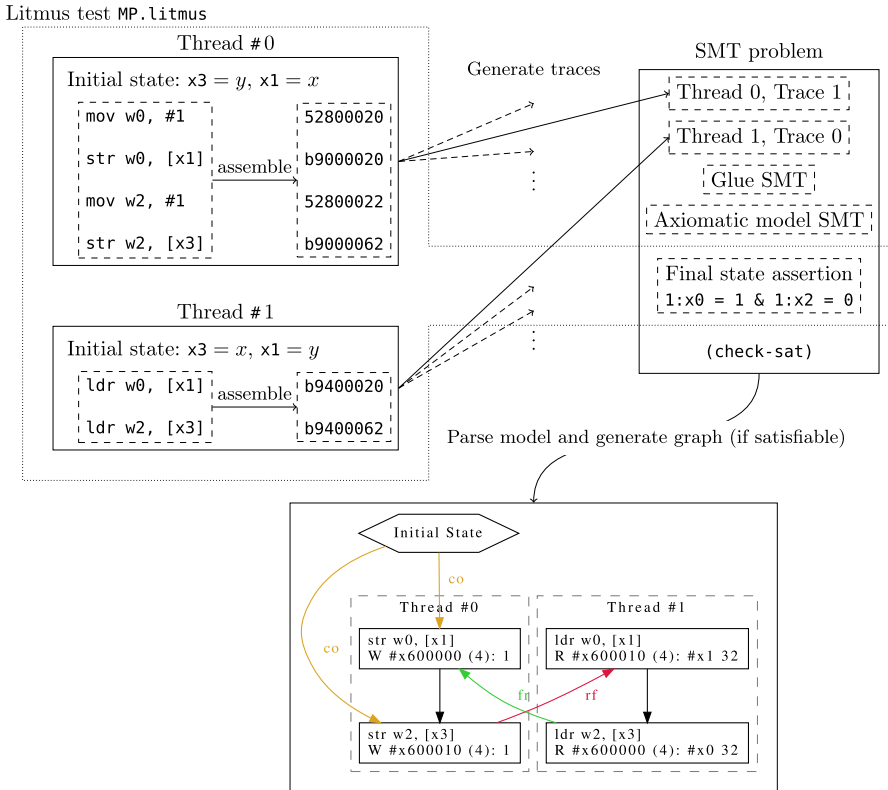 Litmus test MP.litmus
Thread #0
Initial state: x3 = y, x1 = x
mov w0, #1
str w0, [x1]
mov w2, #1
str w2, [x3]
assemble
52800020
b9000020
52800022
b9000062
Thread #1
Initial state: x3 = x, x1 = y
ldr w0, [x1]
ldr w2, [x3]
assemble
b9400020
b9400062
Generate traces
⋮
⋮
SMT problem
Thread 0, Trace 1
Thread 1, Trace 0
Glue SMT
Axiomatic model SMT
Final state assertion
1:x0 = 1 & 1:x2 = 0
(check-sat)
Parse model and generate graph (if satisfiable)
Initial State
co
co
Thread #0
str w0, [x1]
W #x600000 (4): 1
str w2, [x3]
W #x600010 (4): 1
fr
rf
Thread #1
ldr w0, [x1]
R #x600010 (4): #x1 32
ldr w2, [x3]
R #x600000 (4): #x0 32